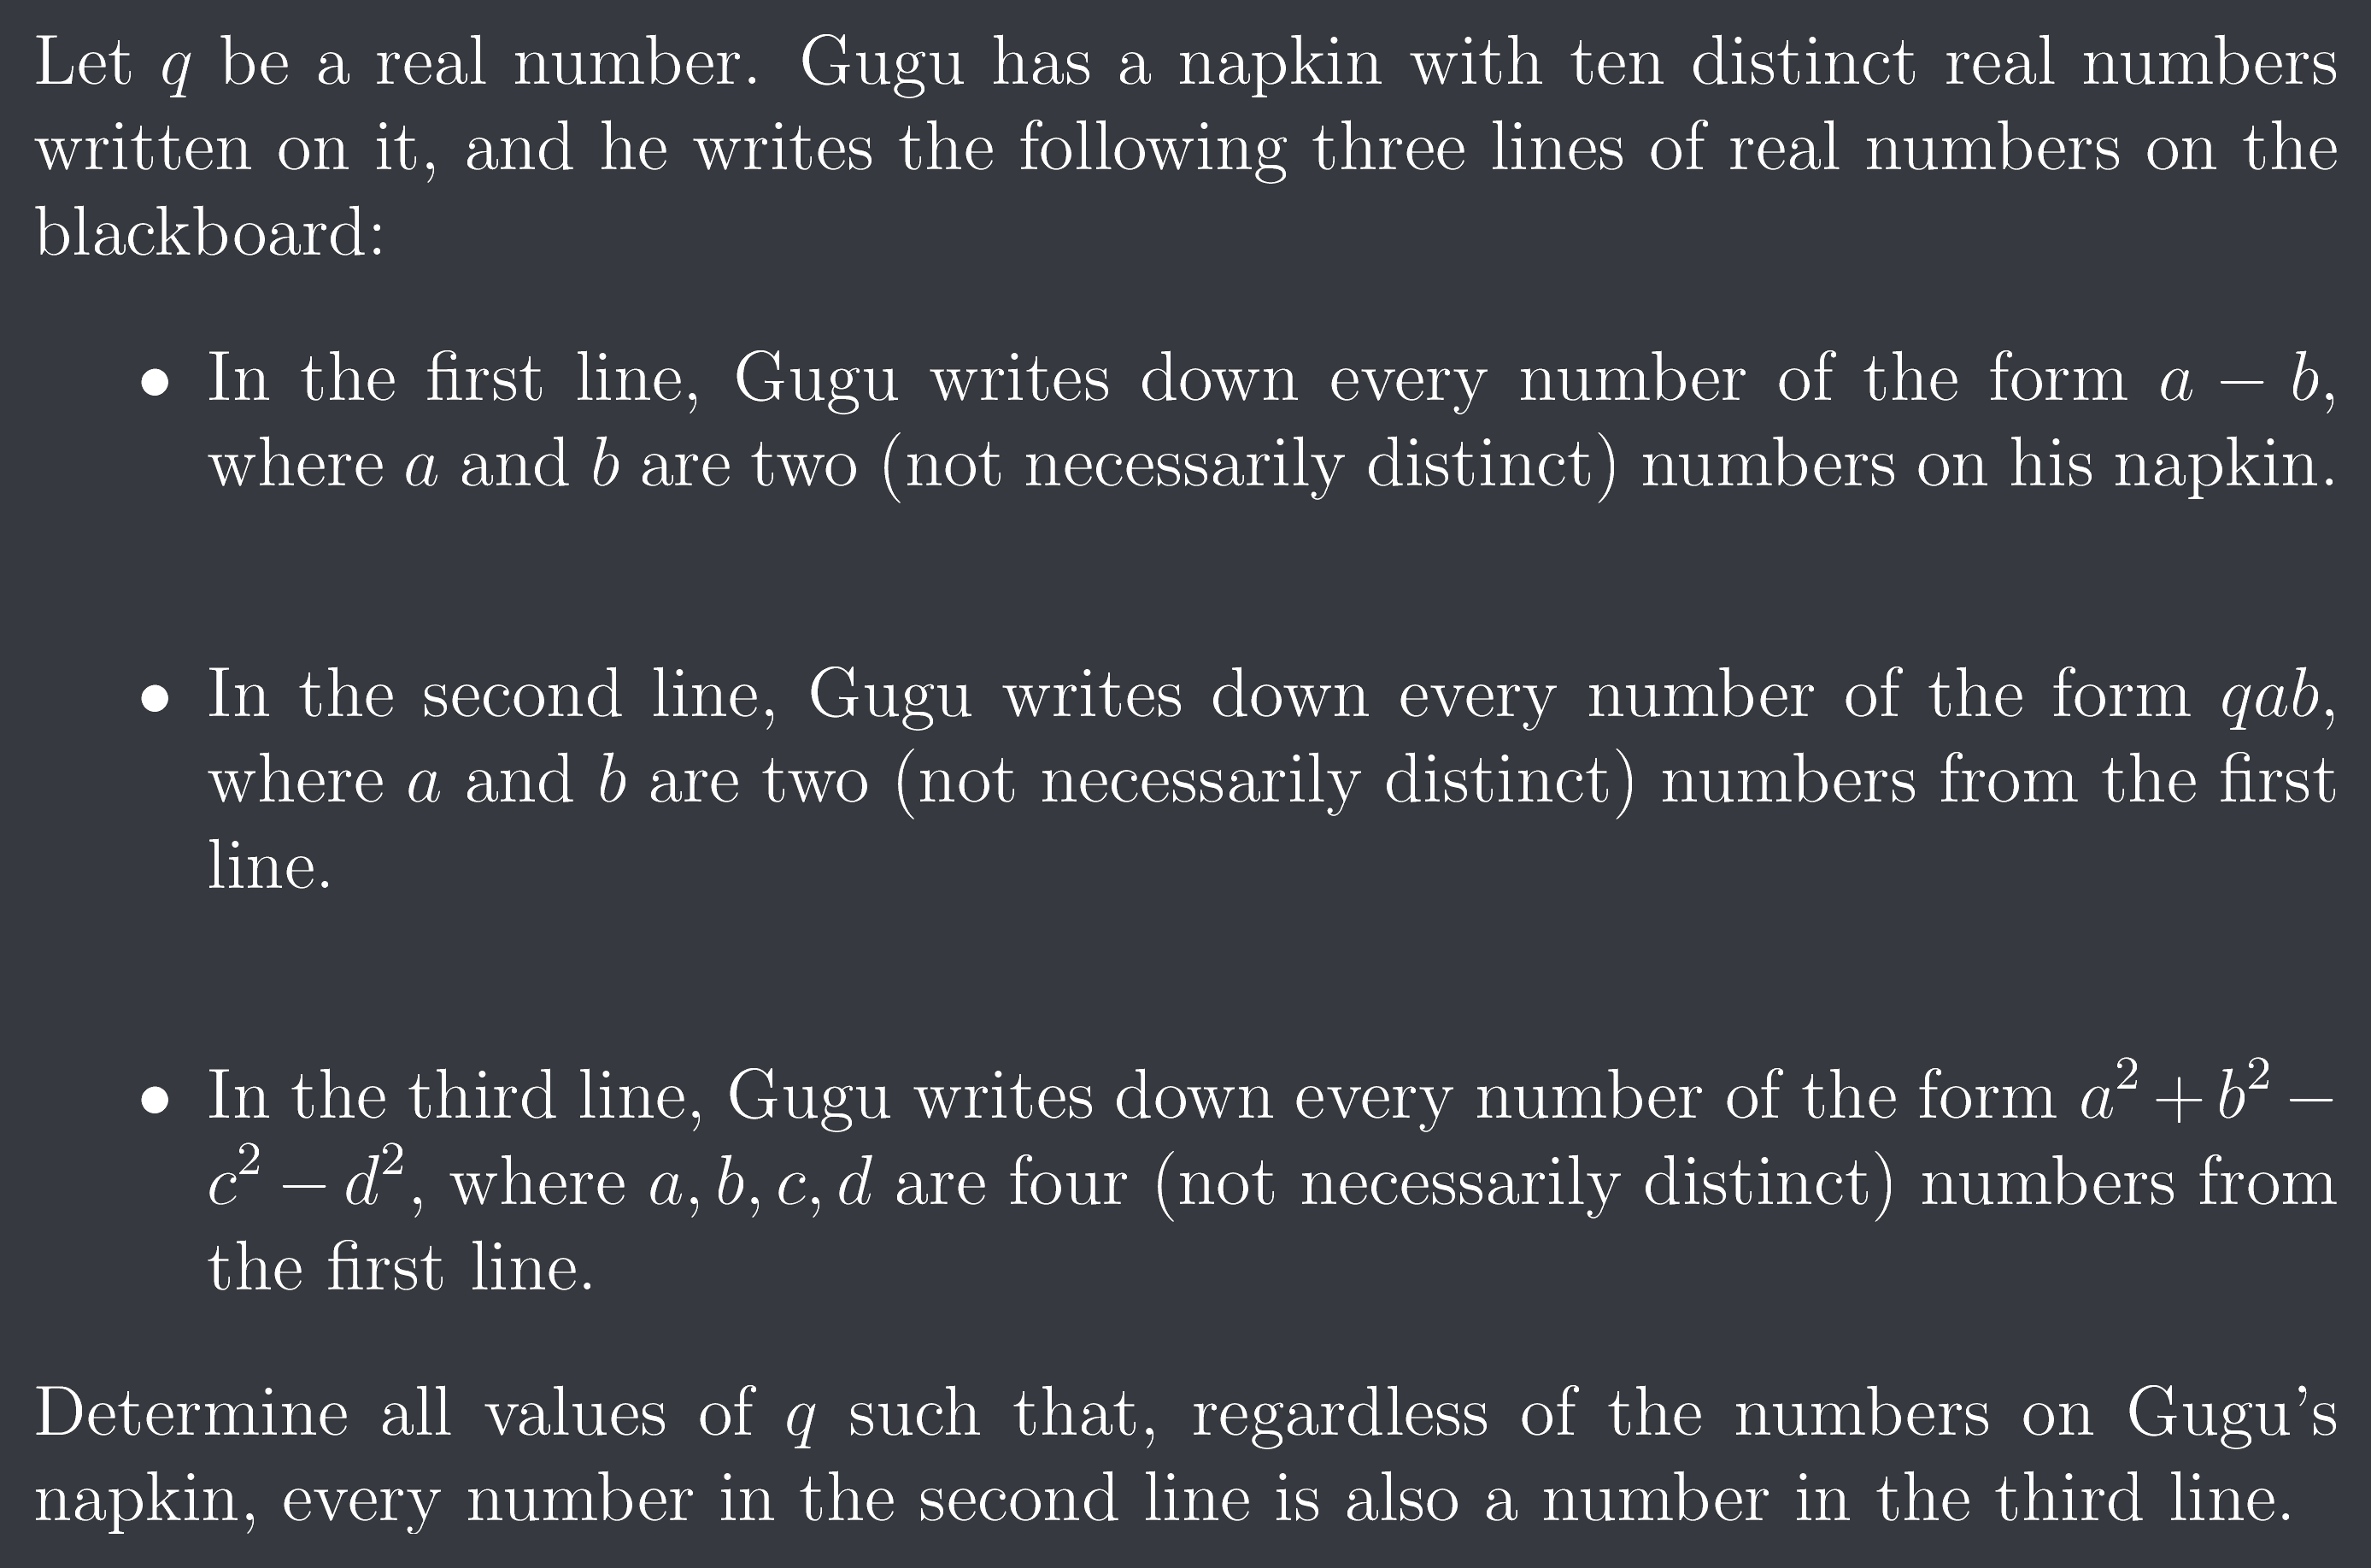 Let q be a real number. Gugu has a napkin with ten distinct real numbers
written on it, and he writes the following three lines of real numbers on the
blackboard:
• In the first line, Gugu writes down every number of the form a − b,
where a and b are two (not necessarily distinct) numbers on his napkin.
• In the second line, Gugu writes down every number of the form qab,
where a and b are two (not necessarily distinct) numbers from the first
line.
• In the third line, Gugu writes down every number of the form a² + b² −
c² − d², where a, b, c, d are four (not necessarily distinct) numbers from
the first line.
Determine all values of q such that, regardless of the numbers on Gugu's
napkin, every number in the second line is also a number in the third line.